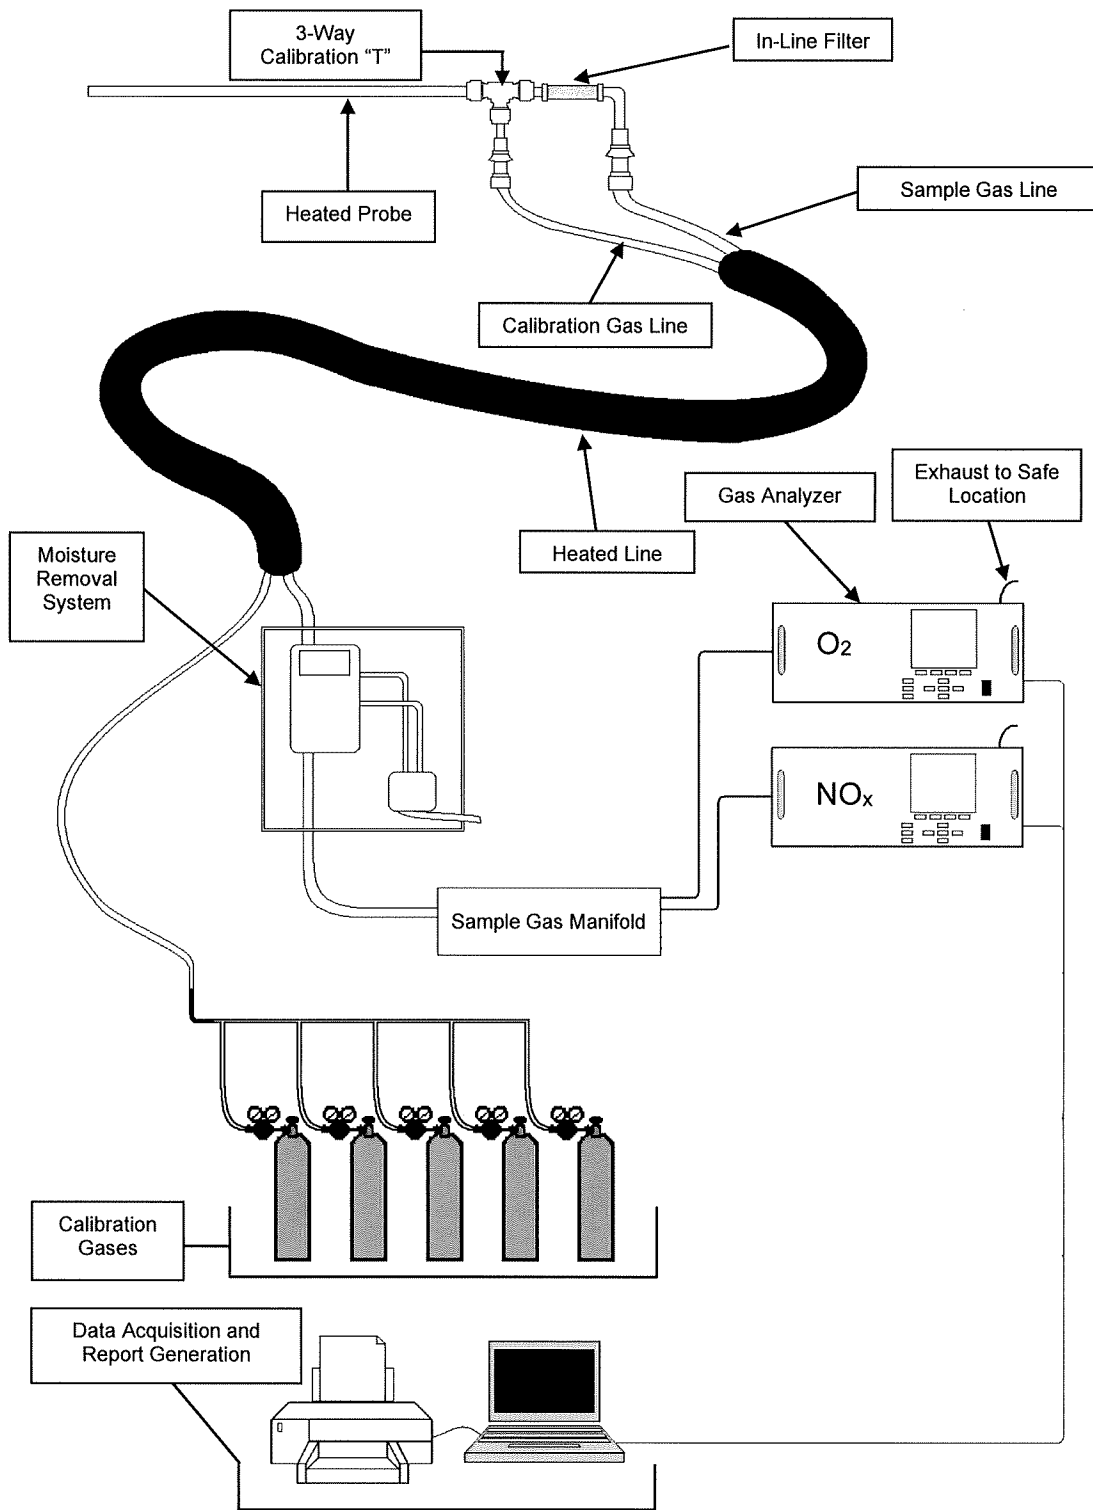 3-Way
Calibration “T”
In-Line Filter
Heated Probe
Sample Gas Line
Calibration Gas Line
Heated Line
Gas Analyzer
Exhaust to Safe
Location
Moisture
Removal
System
O2
NOx
Sample Gas Manifold
Calibration
Gases
Data Acquisition and
Report Generation